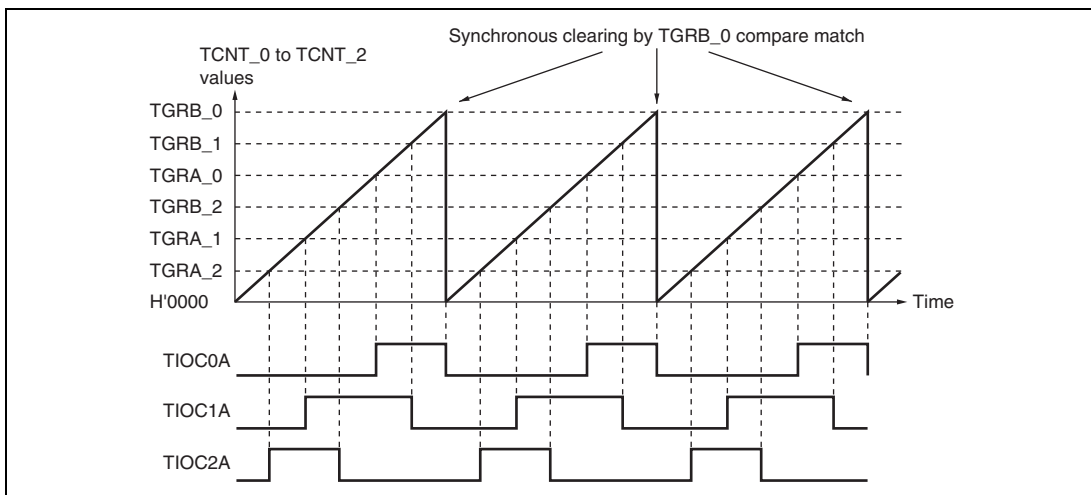 Synchronous clearing by TGRB_0 compare match
TCNT_0 to TCNT_2
values
TGRB_0
TGRB_1
TGRA_0
TGRB_2
TGRA_1
TGRA_2
H'0000
Time
TIOC0A
TIOC1A
TIOC2A